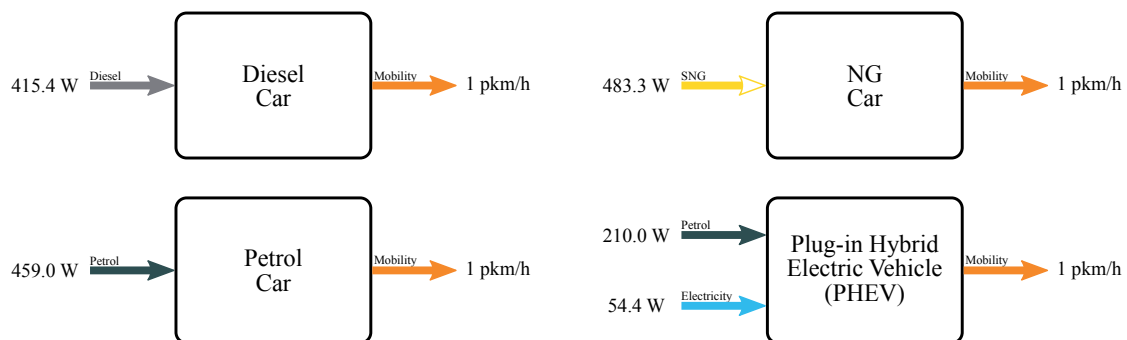 415.4 W
Diesel
Diesel
Car
Mobility
1 pkm/h
483.3 W
SNG
NG
Car
Mobility
1 pkm/h
459.0 W
Petrol
Petrol
Car
Mobility
1 pkm/h
210.0 W
Petrol
54.4 W
Electricity
Plug-in Hybrid
Electric Vehicle
(PHEV)
Mobility
1 pkm/h